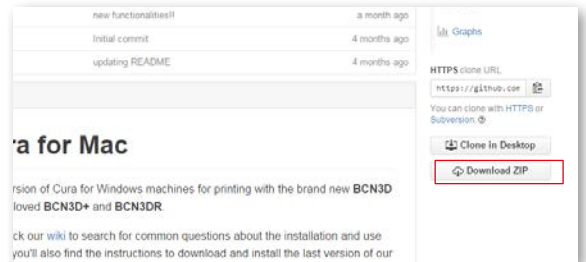 new functionalities!! a month ago
Initial commit 4 months ago
updating README 4 months ago
Graphs
HTTPS clone URL
https://github.com
You can clone with HTTPS or
Subversion.
Clone in Desktop
Download ZIP
ra for Mac
rsion of Cura for Windows machines for printing with the brand new BCN3D
loved BCN3D+ and BCN3DR
ck our wiki to search for common questions about the installation and use
you'll also find the instructions to download and install the last version of our